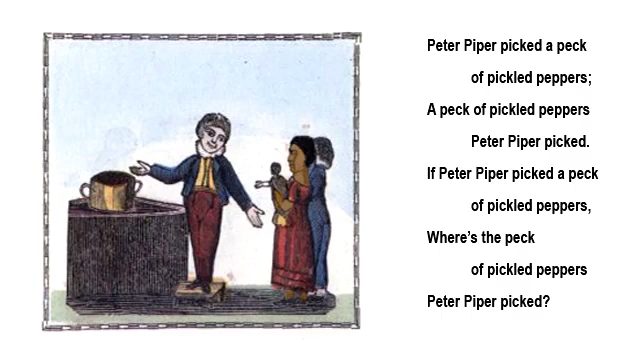 Peter Piper picked a peck
of pickled peppers;
A peck of pickled peppers
Peter Piper picked.
If Peter Piper picked a peck
of pickled peppers,
Where's the peck
of pickled peppers
Peter Piper picked?